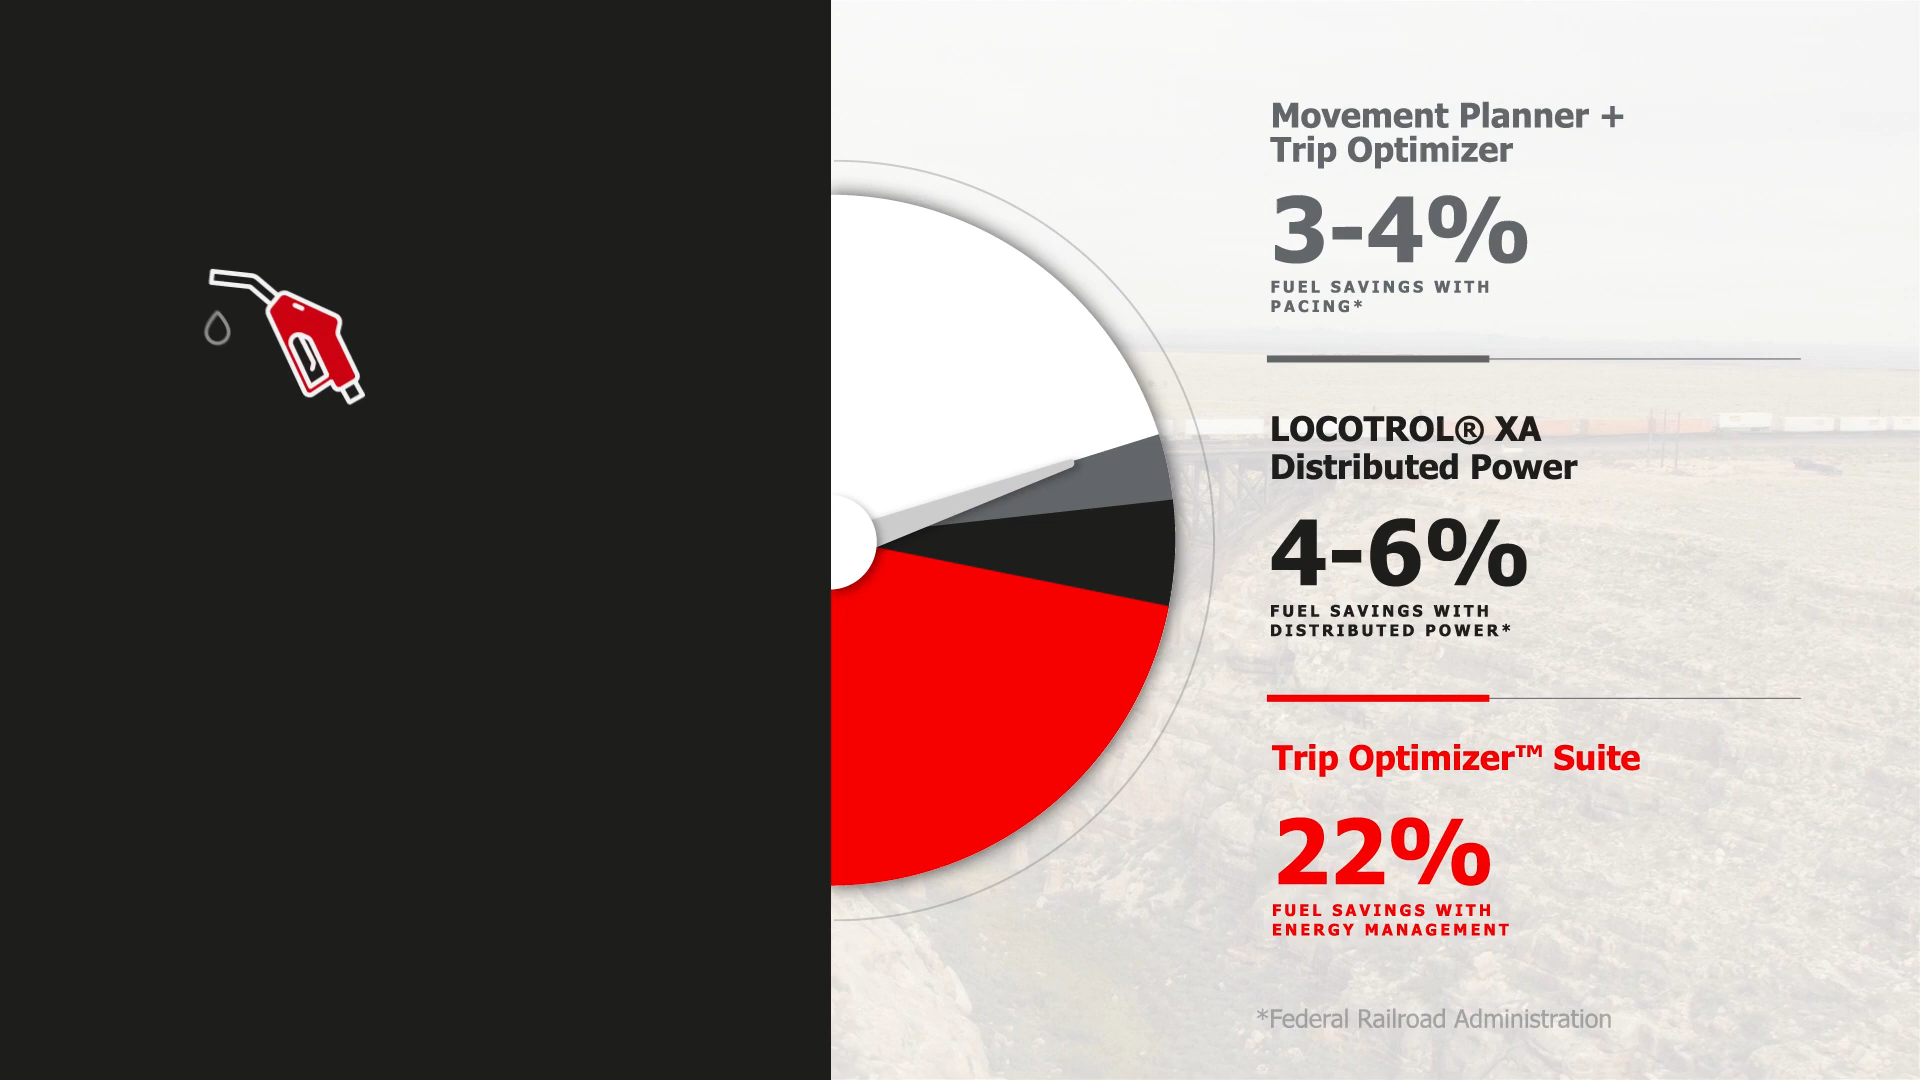 Movement Planner +
Trip Optimizer
3-4%
FUEL SAVINGS WITH
PACING*
LOCOTROL® XA
Distributed Power
4-6%
FUEL SAVINGS WITH
DISTRIBUTED POWER*
Trip Optimizer™ Suite
22%
FUEL SAVINGS WITH
ENERGY MANAGEMENT
*Federal Railroad Administration